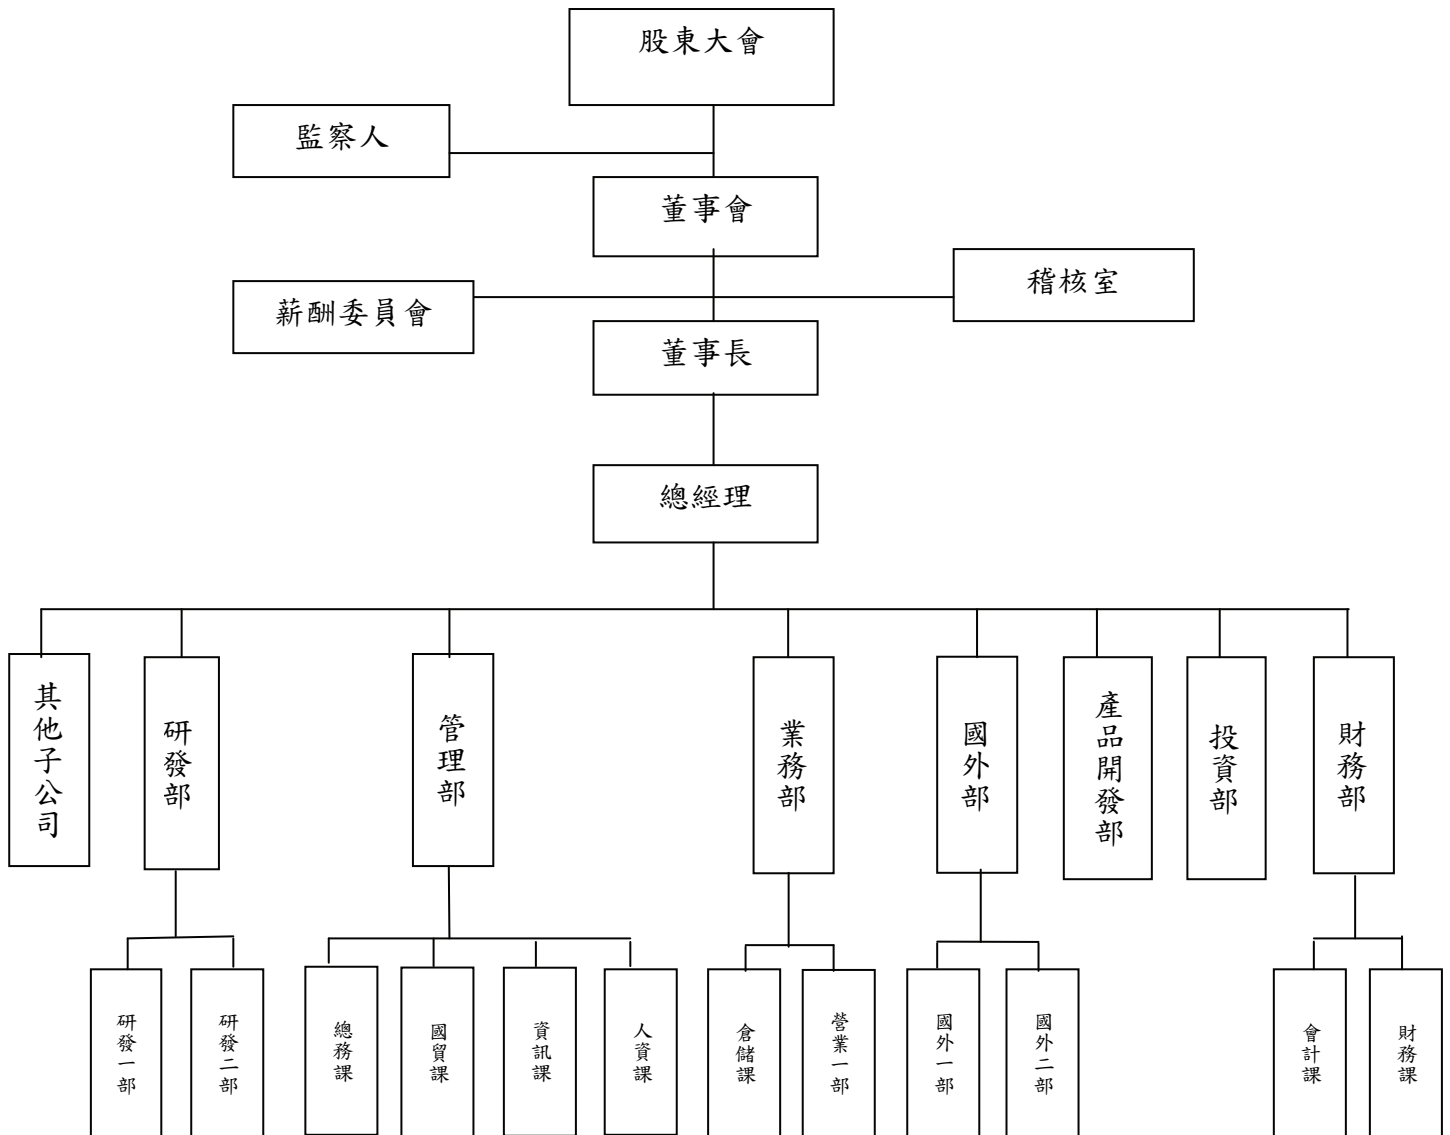 股東大會
監察人
董事會
稽核室
薪酬委員會
董事長
總經理
其他子公司
研發部
管理部
業務部
國外部
產品開發部
投資部
財務部
研發一部
研發二部
總務課
國貿課
資訊課
人資課
倉儲課
營業一部
國外一部
國外二部
會計課
財務課